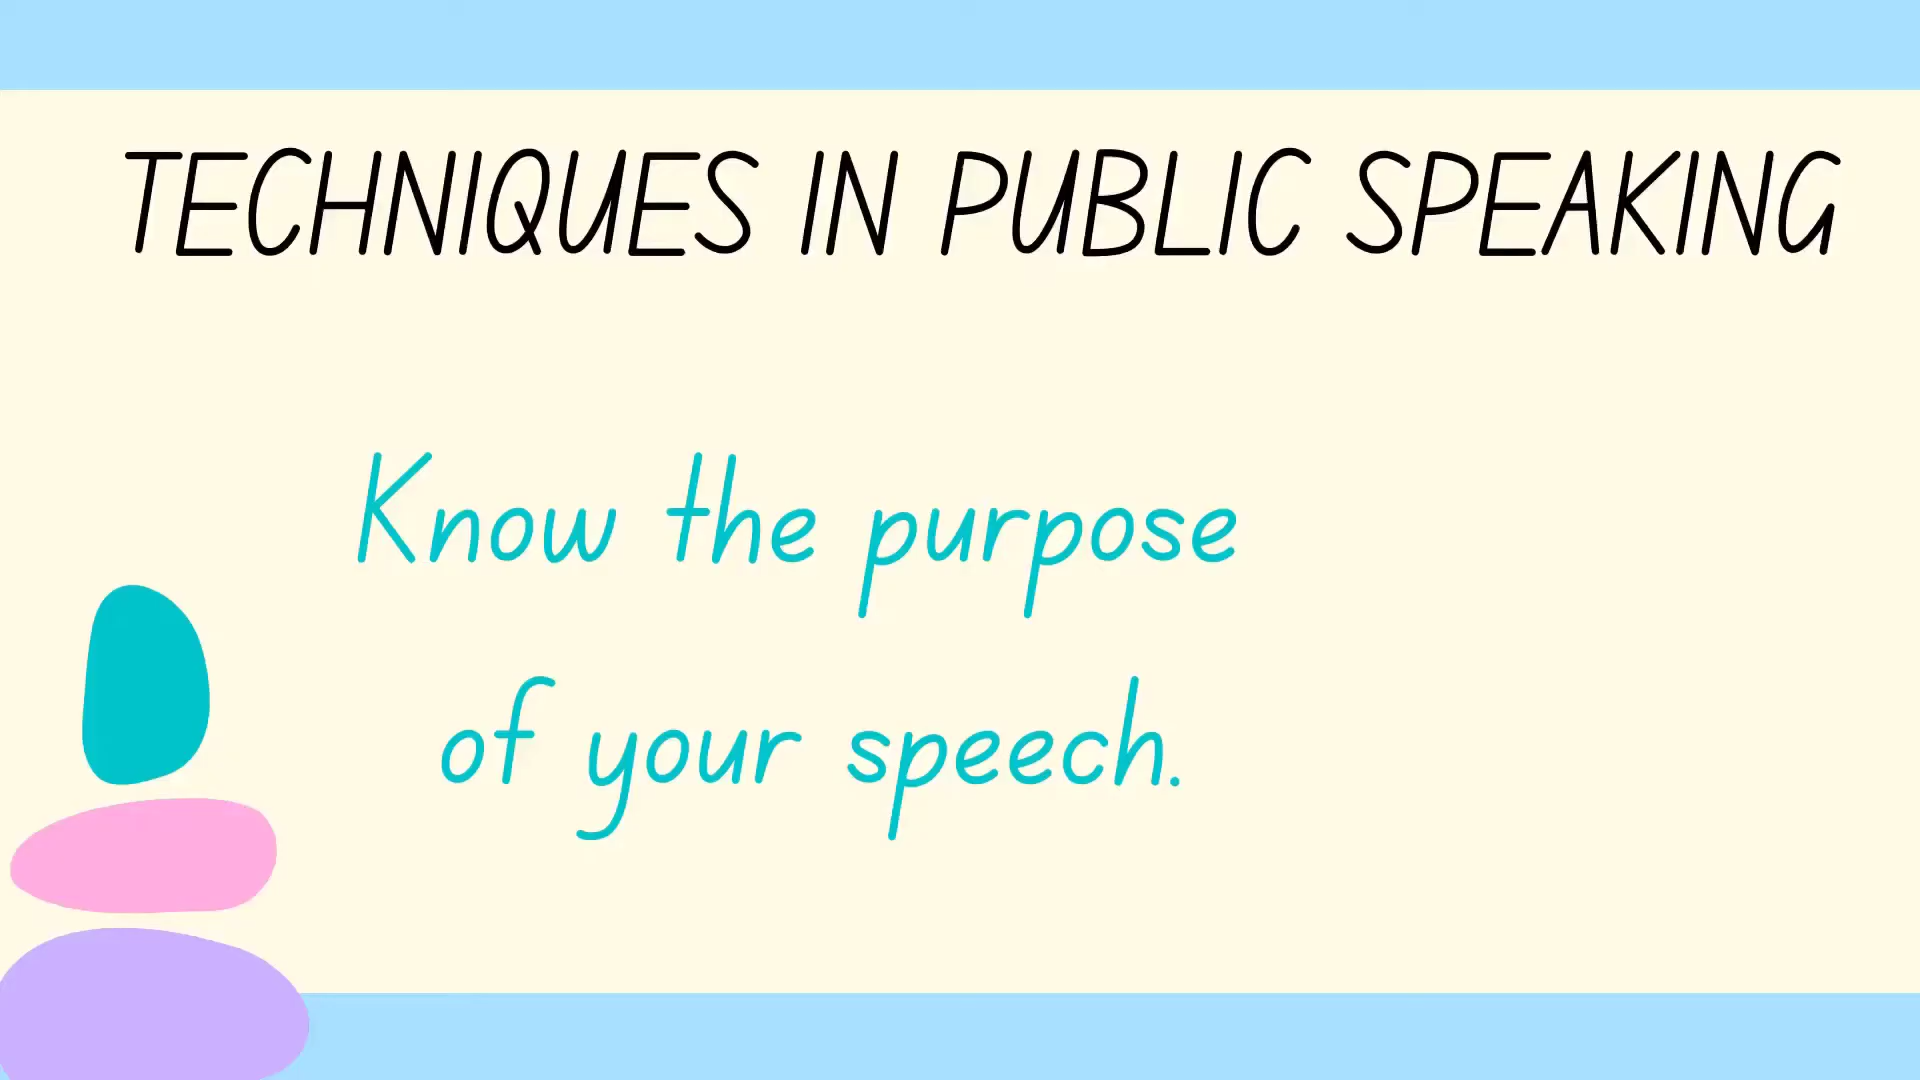 TECHNIQUES IN PUBLIC SPEAKING
Know the purpose
of your speech.